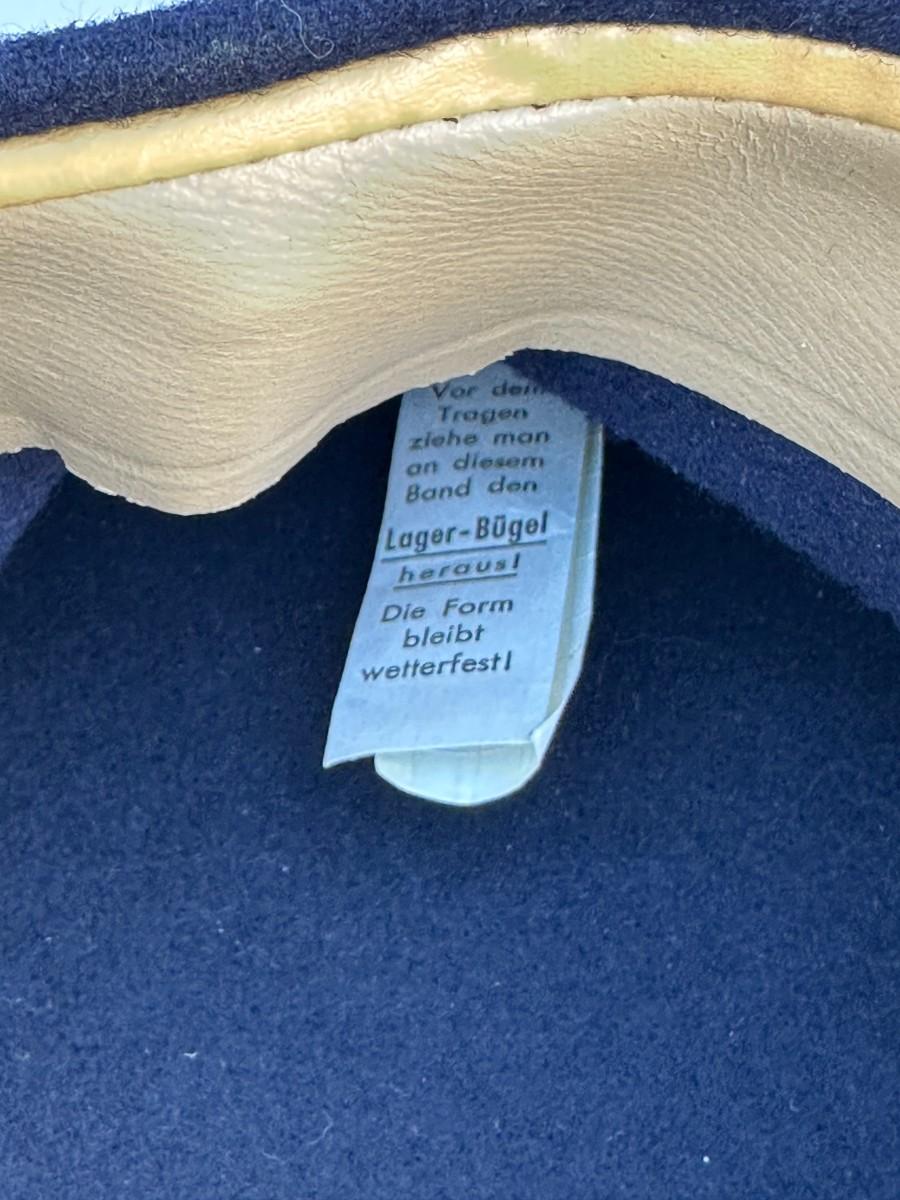 Vor dem
Tragen
ziehe man
an diesem
Band den
Lager-Bügel
heraus!
Die Form
bleibt
wetterfest!